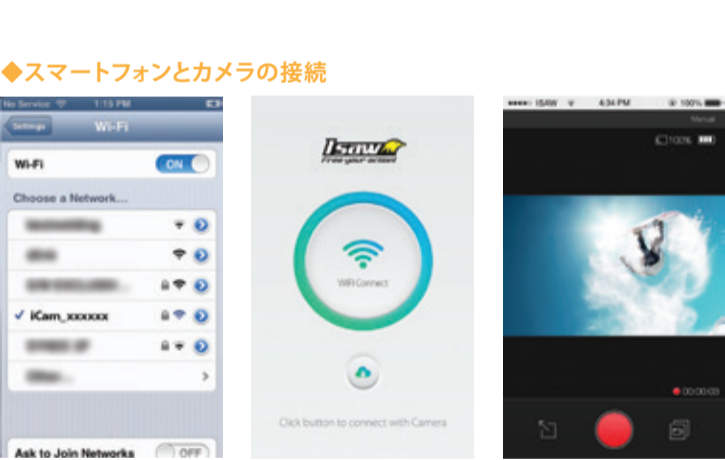 ◆スマートフォンとカメラの接続
No Service 1:15 PM
Settings Wi-Fi
Wi-Fi ON
Choose a Network...
✓ iCam_xxxxxx
Other...
Ask to Join Networks OFF
Isaw
Free your action!
WiFi Connect
Click button to connect with Camera
ISAW 4:34 PM 100%
Manual
100%
00:00:03